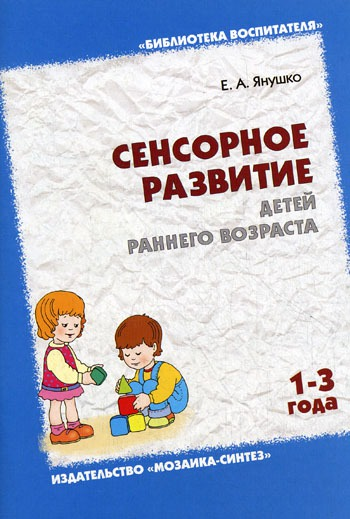 «БИБЛИОТЕКА ВОСПИТАТЕЛЯ»
Е. А. Янушко
СЕНСОРНОЕ
РАЗВИТИЕ
ДЕТЕЙ
РАННЕГО ВОЗРАСТА
1-3
года
ИЗДАТЕЛЬСТВО «МОЗАИКА-СИНТЕЗ»